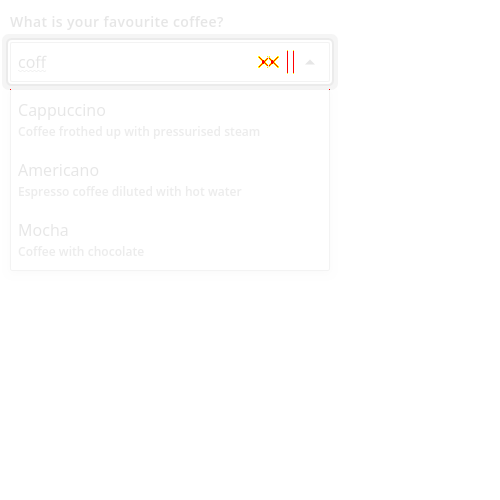 What is your favourite coffee?
coff
Cappuccino
Coffee frothed up with pressurised steam
Americano
Espresso coffee diluted with hot water
Mocha
Coffee with chocolate